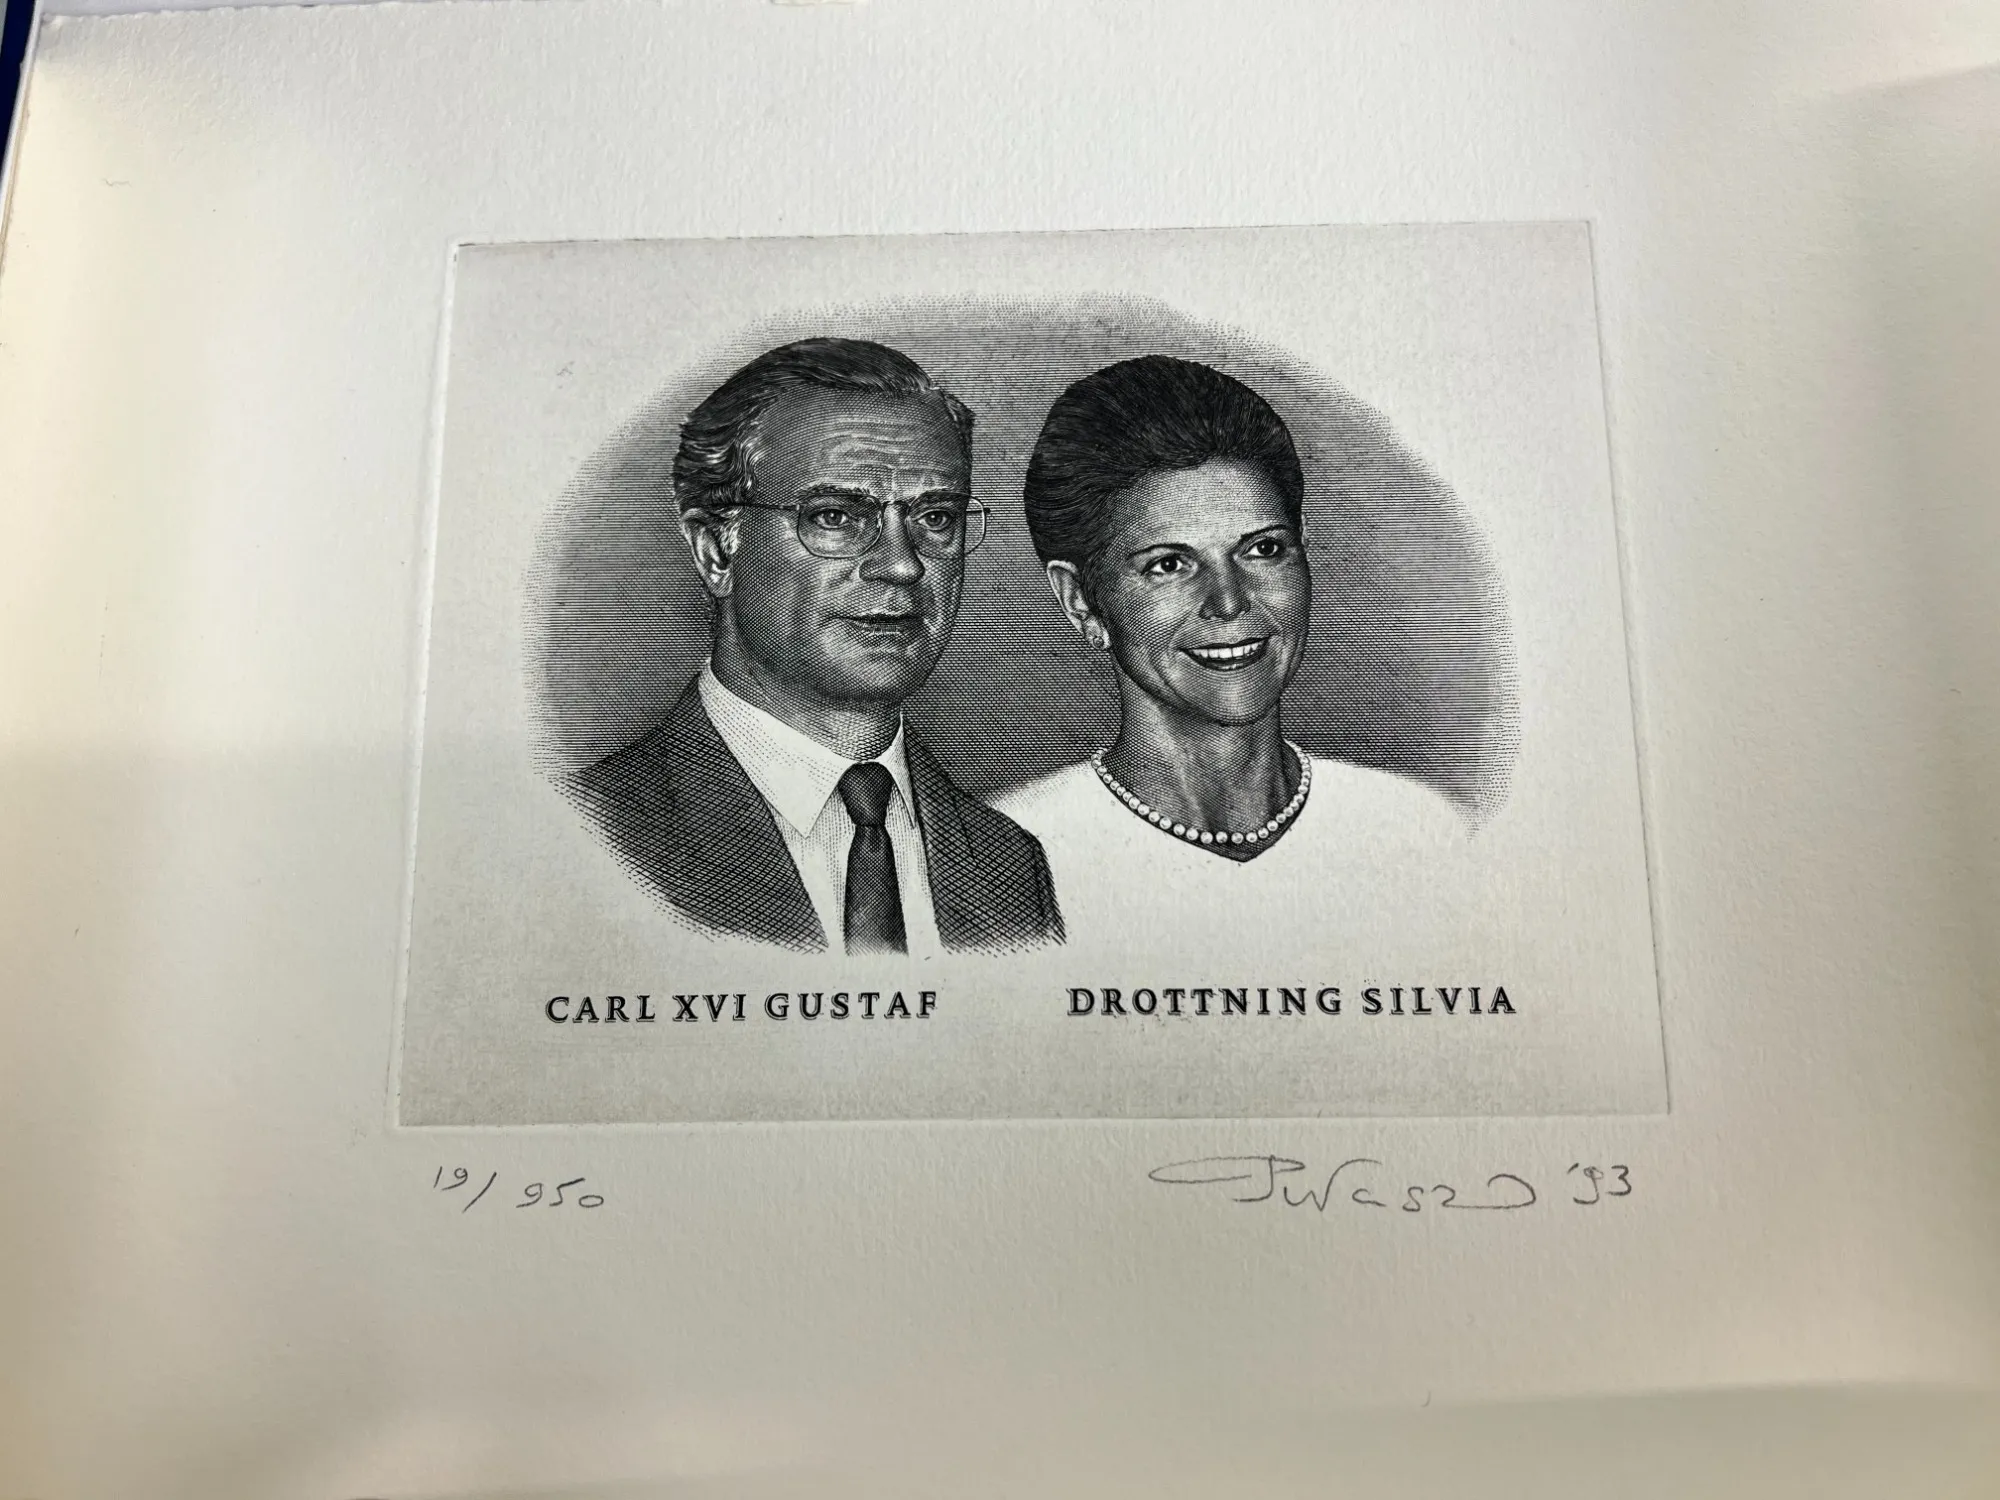 CARL XVI GUSTAF DROTTNING SILVIA
19/950 '93